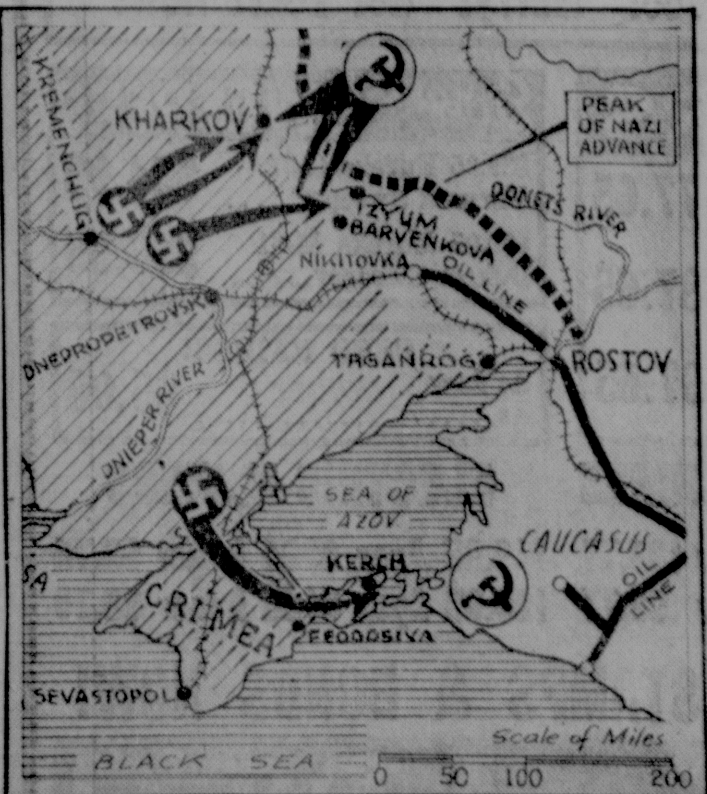 KREMENCHUG
KHARKOV
PEAK
OF NAZI
ADVANCE
DONETS RIVER
IZYUM
BARVENKOVA
NIKITOVKA
OIL LINE
DNEPRODETROVSK
TAGANROG
ROSTOV
DNIEPER RIVER
SEA OF
AZOV
CAUCASUS
KERCH
OIL
LINE
CRIMEA
FEODOSIYA
SA
SEVASTOPOL
BLACK SEA
Scale of Miles
0 50 100 200